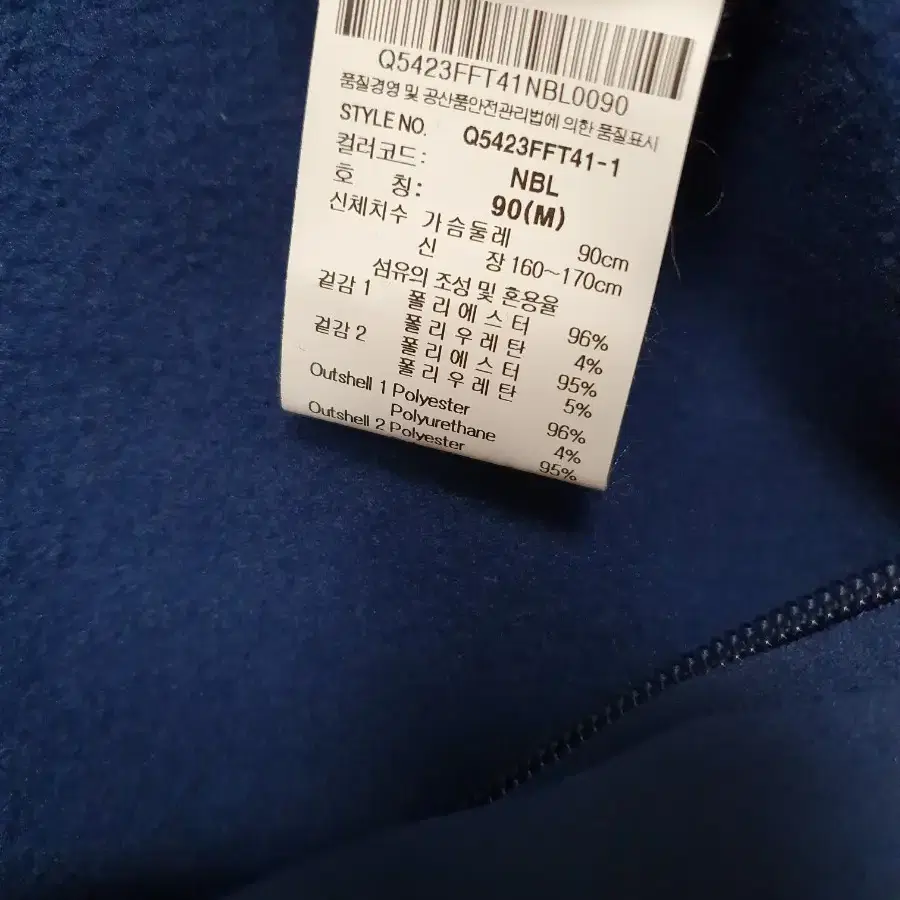 Q5423FFT41NBL0090
품질경영 및 공산품안전관리법에 의한 품질표시
STYLE NO. Q5423FFT41-1
컬러코드: NBL
호 칭: 90(M)
신체치수 가슴둘레 90cm
신 장 160~170cm
섬유의 조성 및 혼용율
겉감 1 폴리에스터 96%
폴리우레탄 4%
겉감 2 폴리에스터 95%
폴리우레탄 5%
Outshell 1 Polyester 96%
Polyurethane 4%
Outshell 2 Polyester 95%